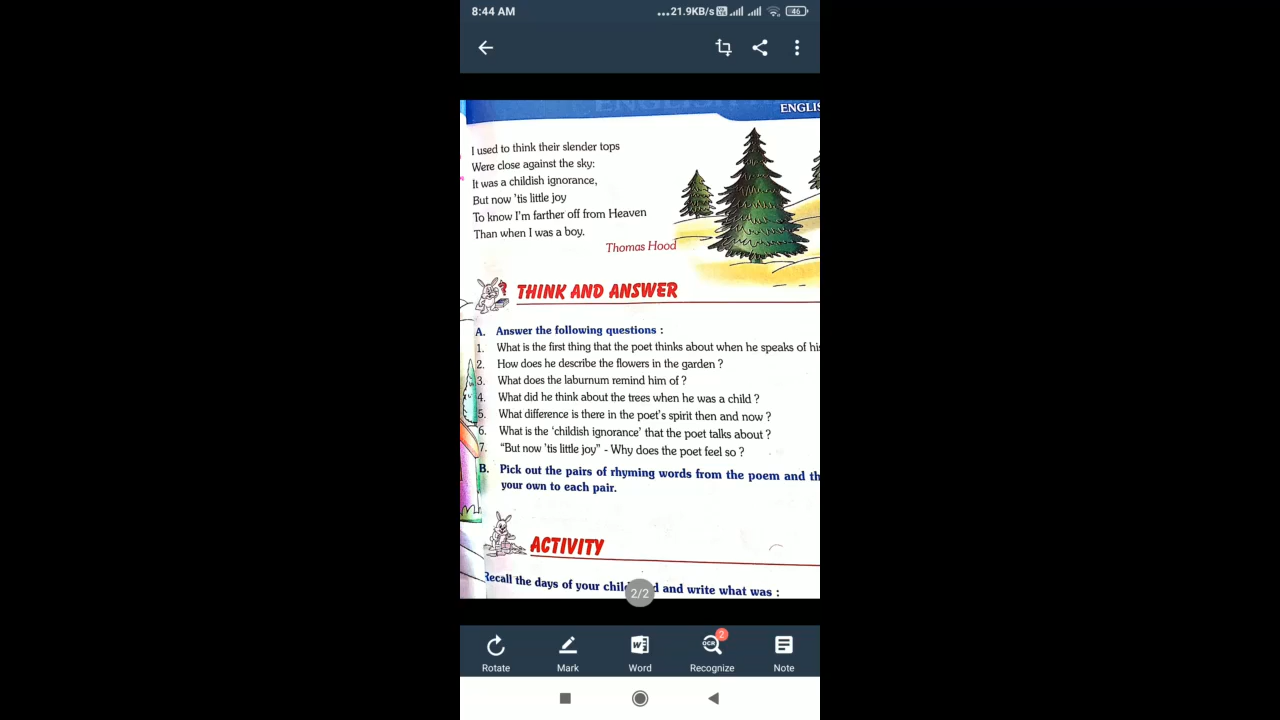 8:44 AM
...21.9KB/s
46
ENGLISH
I used to think their slender tops
Were close against the sky:
It was a childish ignorance,
But now 'tis little joy
To know I'm farther off from Heaven
Than when I was a boy.
Thomas Hood
THINK AND ANSWER
A. Answer the following questions :
1. What is the first thing that the poet thinks about when he speaks of
2. How does he describe the flowers in the garden ?
3. What does the laburnum remind him of ?
4. What did he think about the trees when he was a child ?
5. What difference is there in the poet's spirit then and now ?
6. What is the 'childish ignorance' that the poet talks about ?
7. "But now 'tis little joy" - Why does the poet feel so ?
B. Pick out the pairs of rhyming words from the poem and
your own to each pair.
ACTIVITY
Recall the days of your and write what was :
2/2
2
Rotate Mark Word Recognize Note